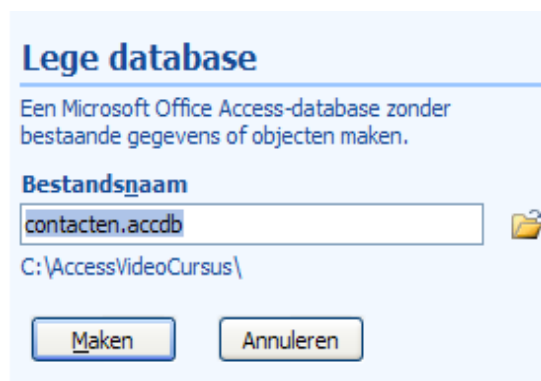 Lege database
Een Microsoft Office Access-database zonder
bestaande gegevens of objecten maken.
Bestandsnaam
contacten.accdb
C:\AccessVideoCursus\
Maken Annuleren